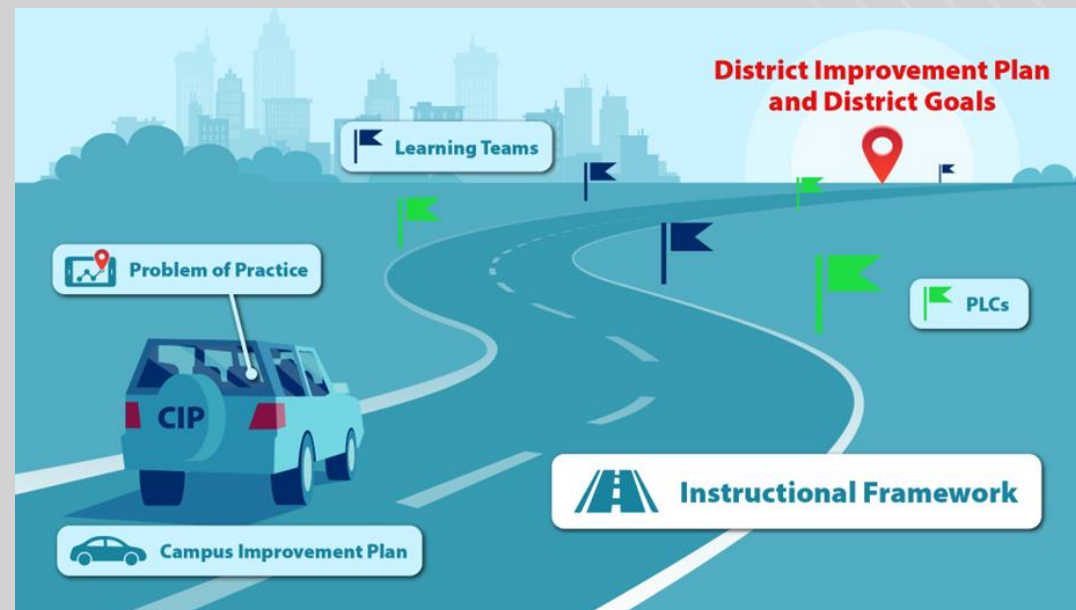 District Improvement Plan
and District Goals
Learning Teams
Problem of Practice
PLCs
CIP
Instructional Framework
Campus Improvement Plan